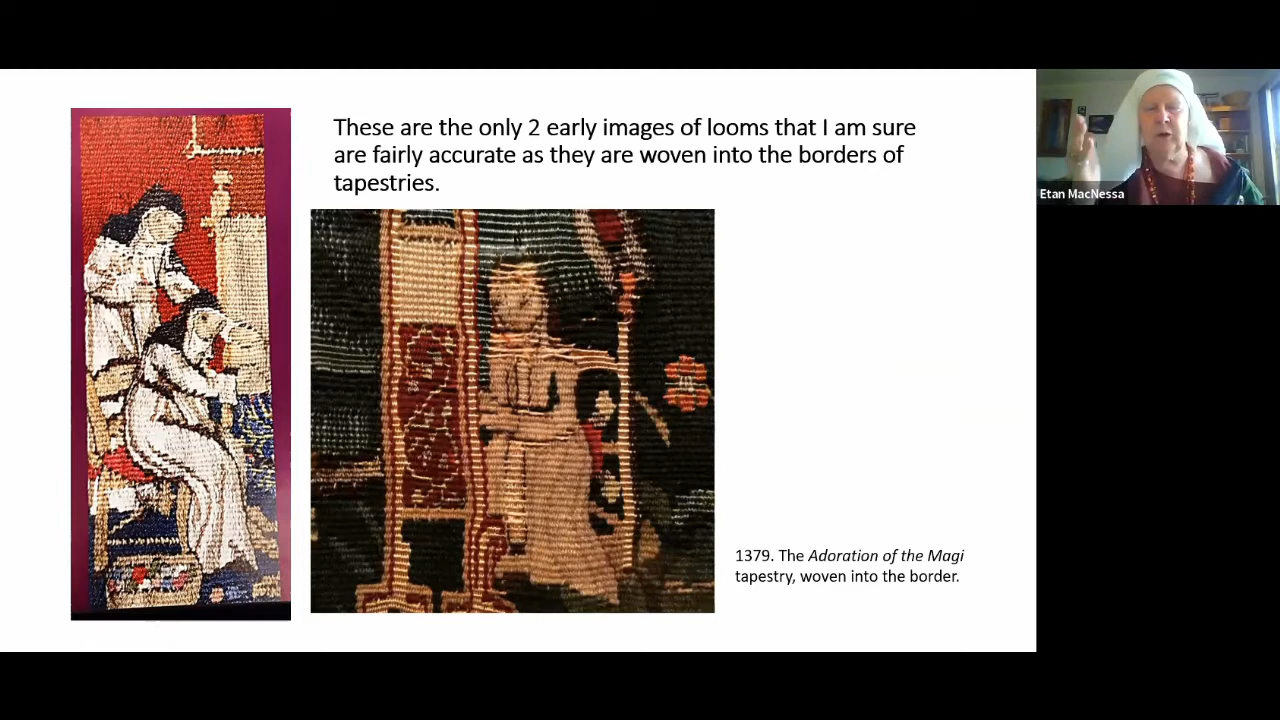 These are the only 2 early images of looms that I am sure
are fairly accurate as they are woven into the borders of
tapestries.
Etan MacNessa
1379. The Adoration of the Magi
tapestry, woven into the border.